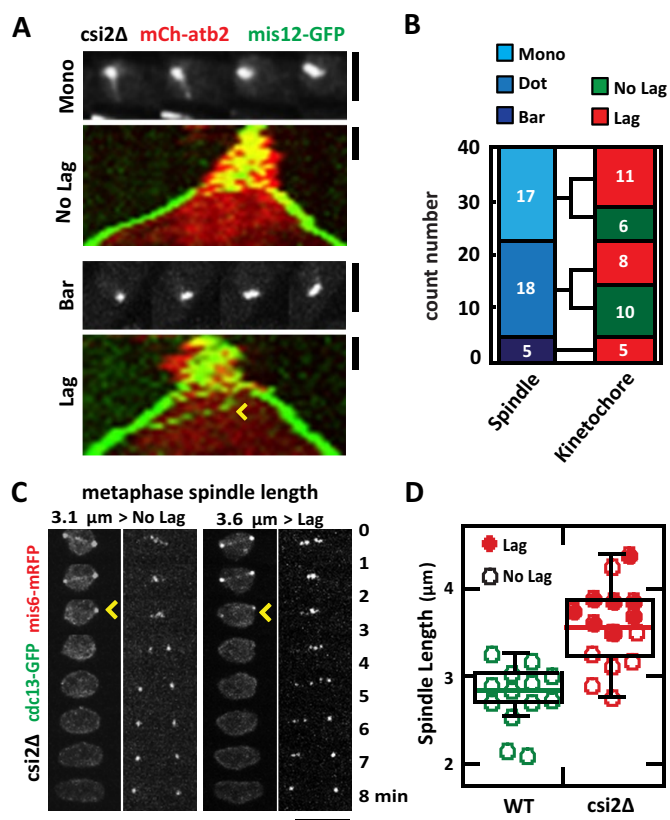 A
csi2Δ mCh-atb2 mis12-GFP
Mono
No Lag
Bar
Lag
B
Mono
Dot No Lag
Bar Lag
count number
40
30
20
10
0
17
18
5
11
6
8
10
5
Spindle
Kinetochore
C
metaphase spindle length
3.1 μm > No Lag 3.6 μm > Lag
csi2Δ cdc13-GFP mis6-mRFP
0
1
2
3
4
5
6
7
8 min
D
Spindle Length (μm)
Lag
No Lag
4
3
2
WT csi2Δ